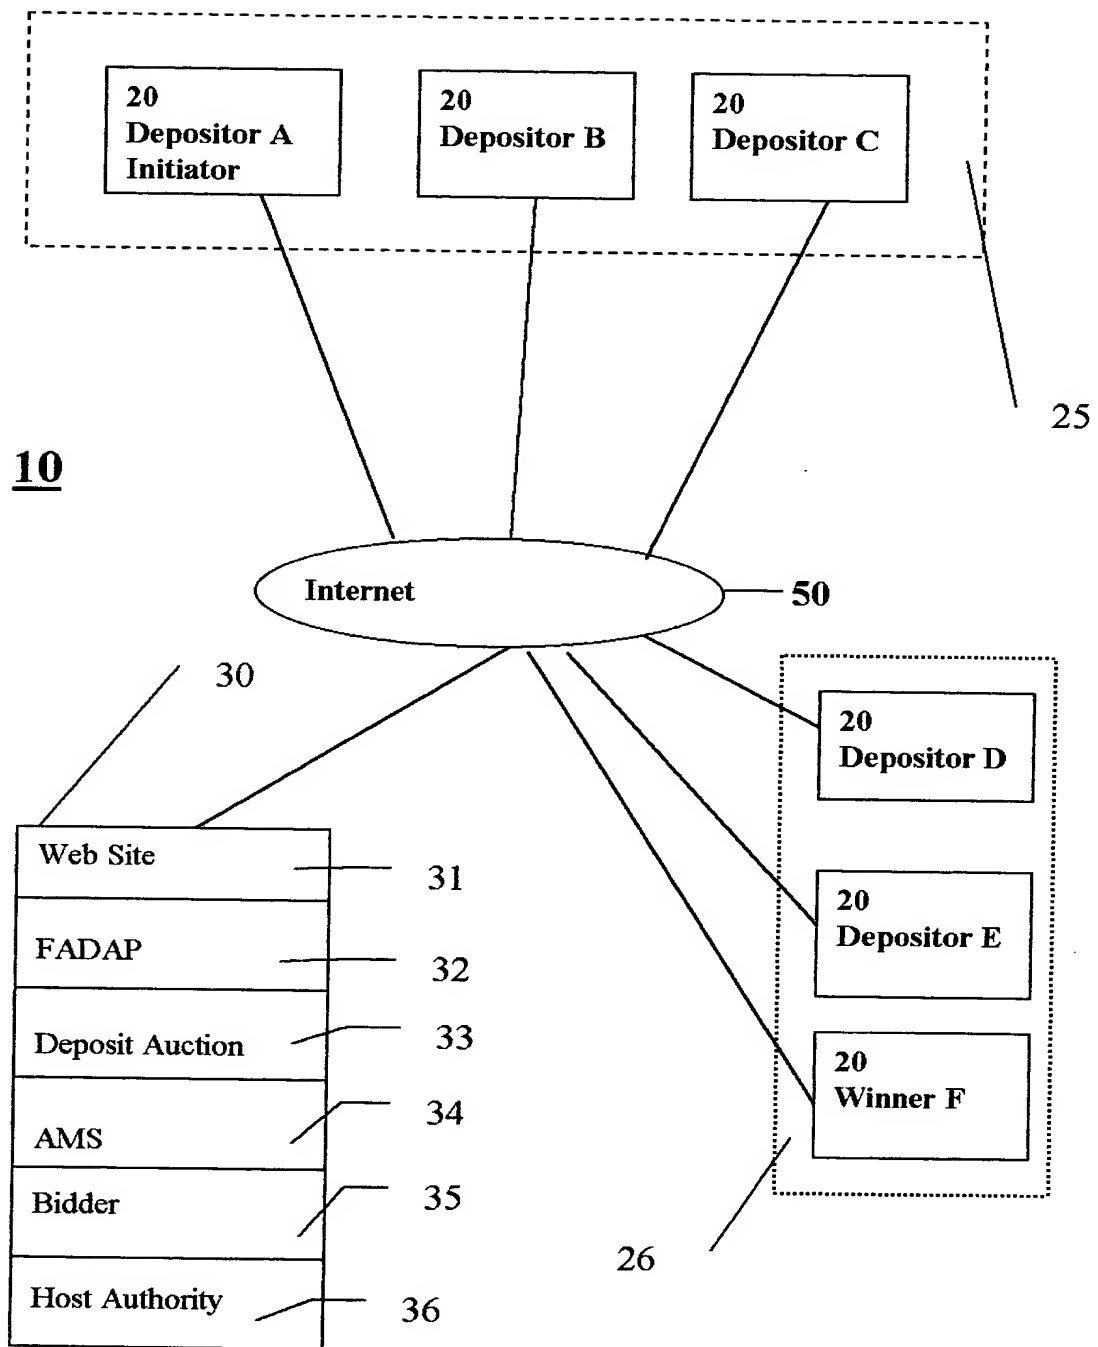 20
Depositor A
Initiator
20
Depositor B
20
Depositor C
25
10
Internet
50
30
20
Depositor D
Web Site
31
20
Depositor E
FADAP
32
Deposit Auction
33
20
Winner F
AMS
34
Bidder
35
26
Host Authority
36